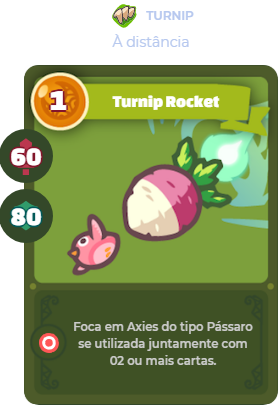 TURNIP
À distância
1
Turnip Rocket
60
80
Foca em Axies do tipo Pássaro
se utilizada juntamente com
02 ou mais cartas.